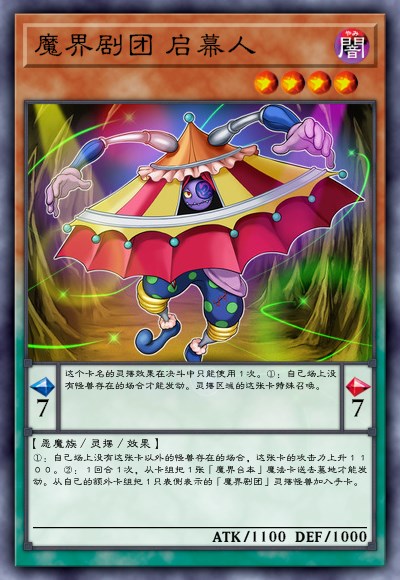 魔界剧团 启幕人
やみ
闇
这个卡名的灵摆效果在决斗中只能使用1次。①：自己场上没
有怪兽存在的场合才能发动。灵摆区域的这张卡特殊召唤。
7
7
【恶魔族／灵摆／效果】
①：自己场上没有这张卡以外的怪兽存在的场合，这张卡的攻击力上升11
00。②：1回合1次，从卡组把1张「魔界台本」魔法卡送去墓地才能发
动。从自己的额外卡组把1只表侧表示的「魔界剧团」灵摆怪兽加入手卡。
ATK/1100 DEF/1000